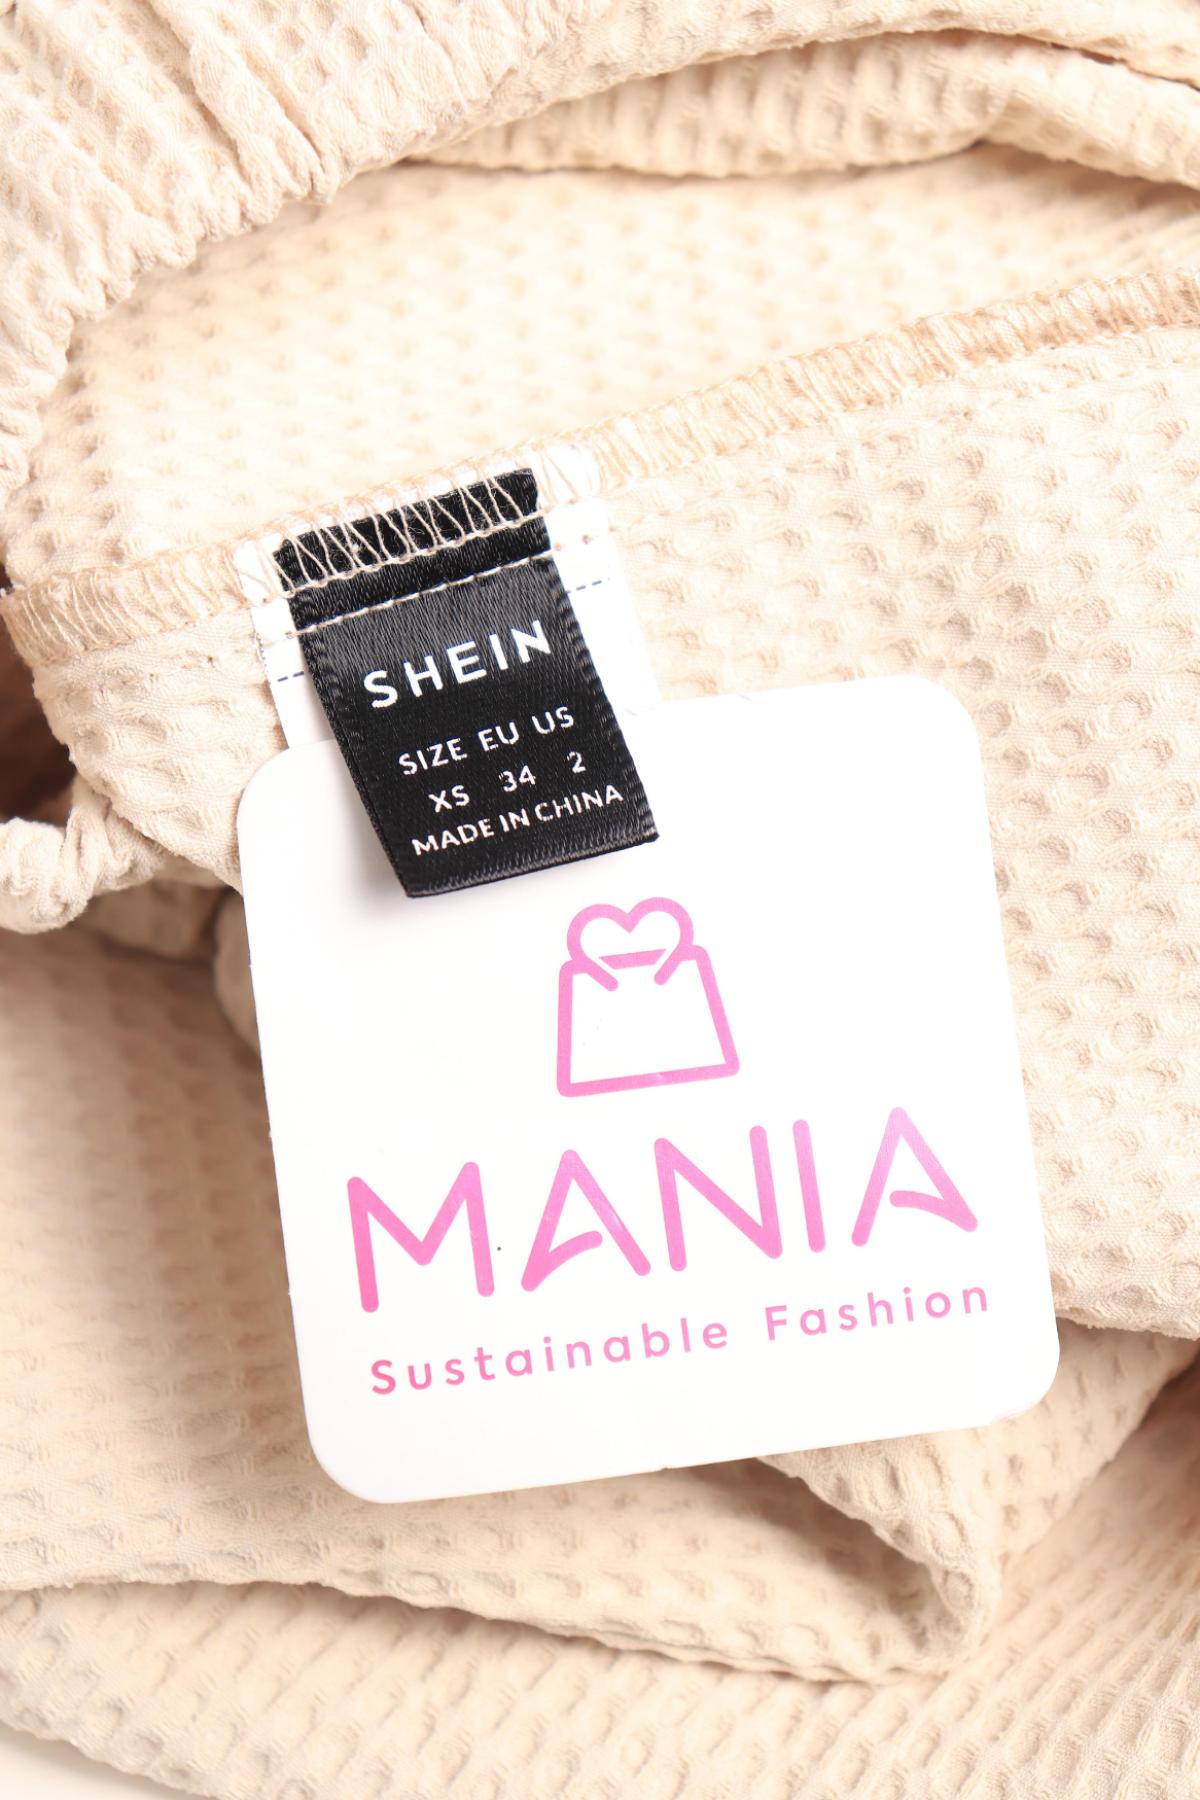 SHEIN
SIZE EU US
XS 34 2
MADE IN CHINA
MANIA
Sustainable Fashion